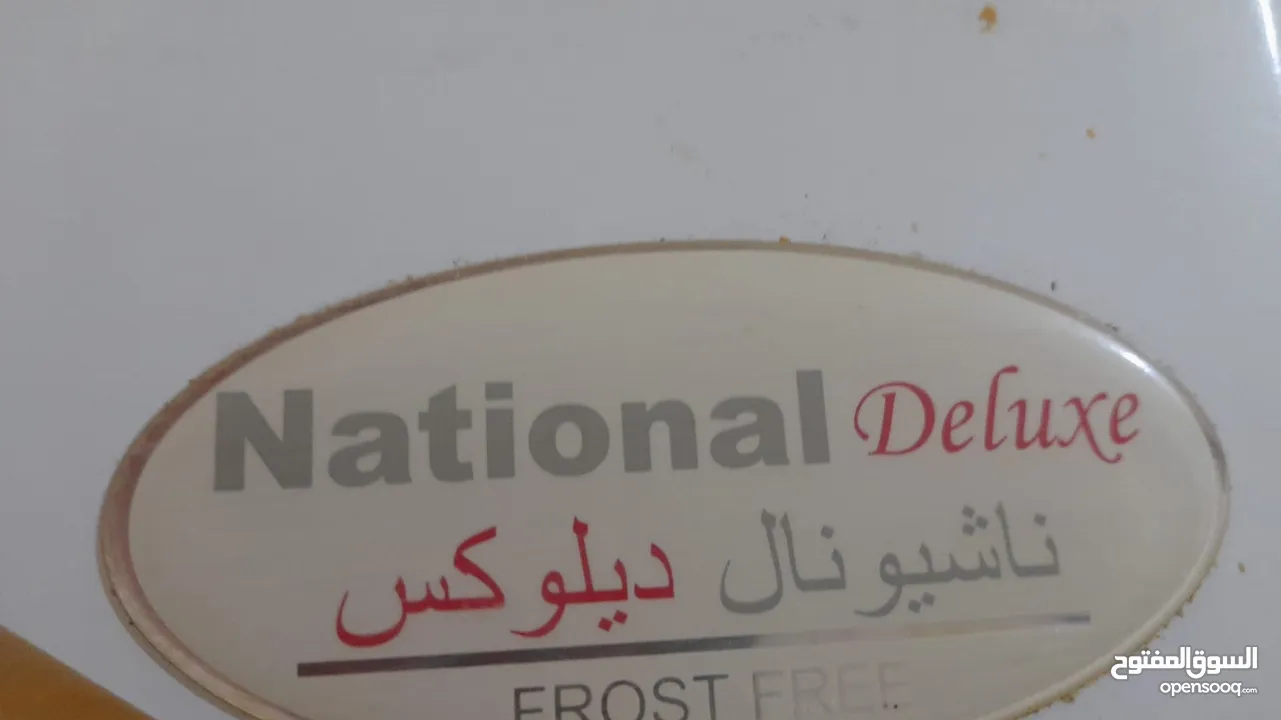 National Deluxe
ناشيونال ديلوكس
FROST FREE
السوق المفتوح
opensooq.com